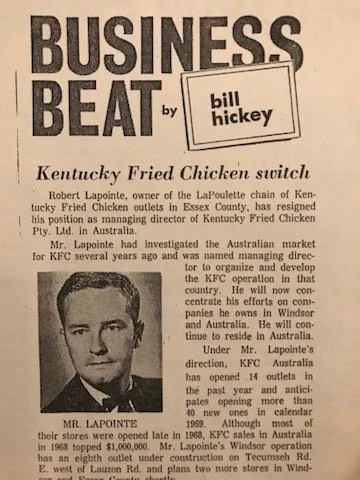 BUSINESS
BEAT by bill
hickey
Kentucky Fried Chicken switch
Robert Lapointe, owner of the LaPoulette chain of Ken-
tucky Fried Chicken outlets in Essex County, has resigned
his position as managing director of Kentucky Fried Chicken
Pty. Ltd. in Australia.
Mr. Lapointe had investigated the Australian market
for KFC several years ago and was named managing direc-
tor to organize and develop
the KFC operation in that
country. He will now con-
centrate his efforts on com-
panies he owns in Windsor
and Australia. He will con-
tinue to reside in Australia.
Under Mr. Lapointe's
direction, KFC Australia
has opened 14 outlets in
the past year and antici-
pates opening more than
40 new ones in calendar
1969. Although most of
MR. LAPOINTE
their stores were opened late in 1968, KFC sales in Australia
in 1968 topped $1,000,000. Mr. Lapointe's Windsor operation
has an eighth outlet under construction on Tecumseh Rd.
E. west of Lauzon Rd. and plans two more stores in Wind-
sor and Essex County shortly.